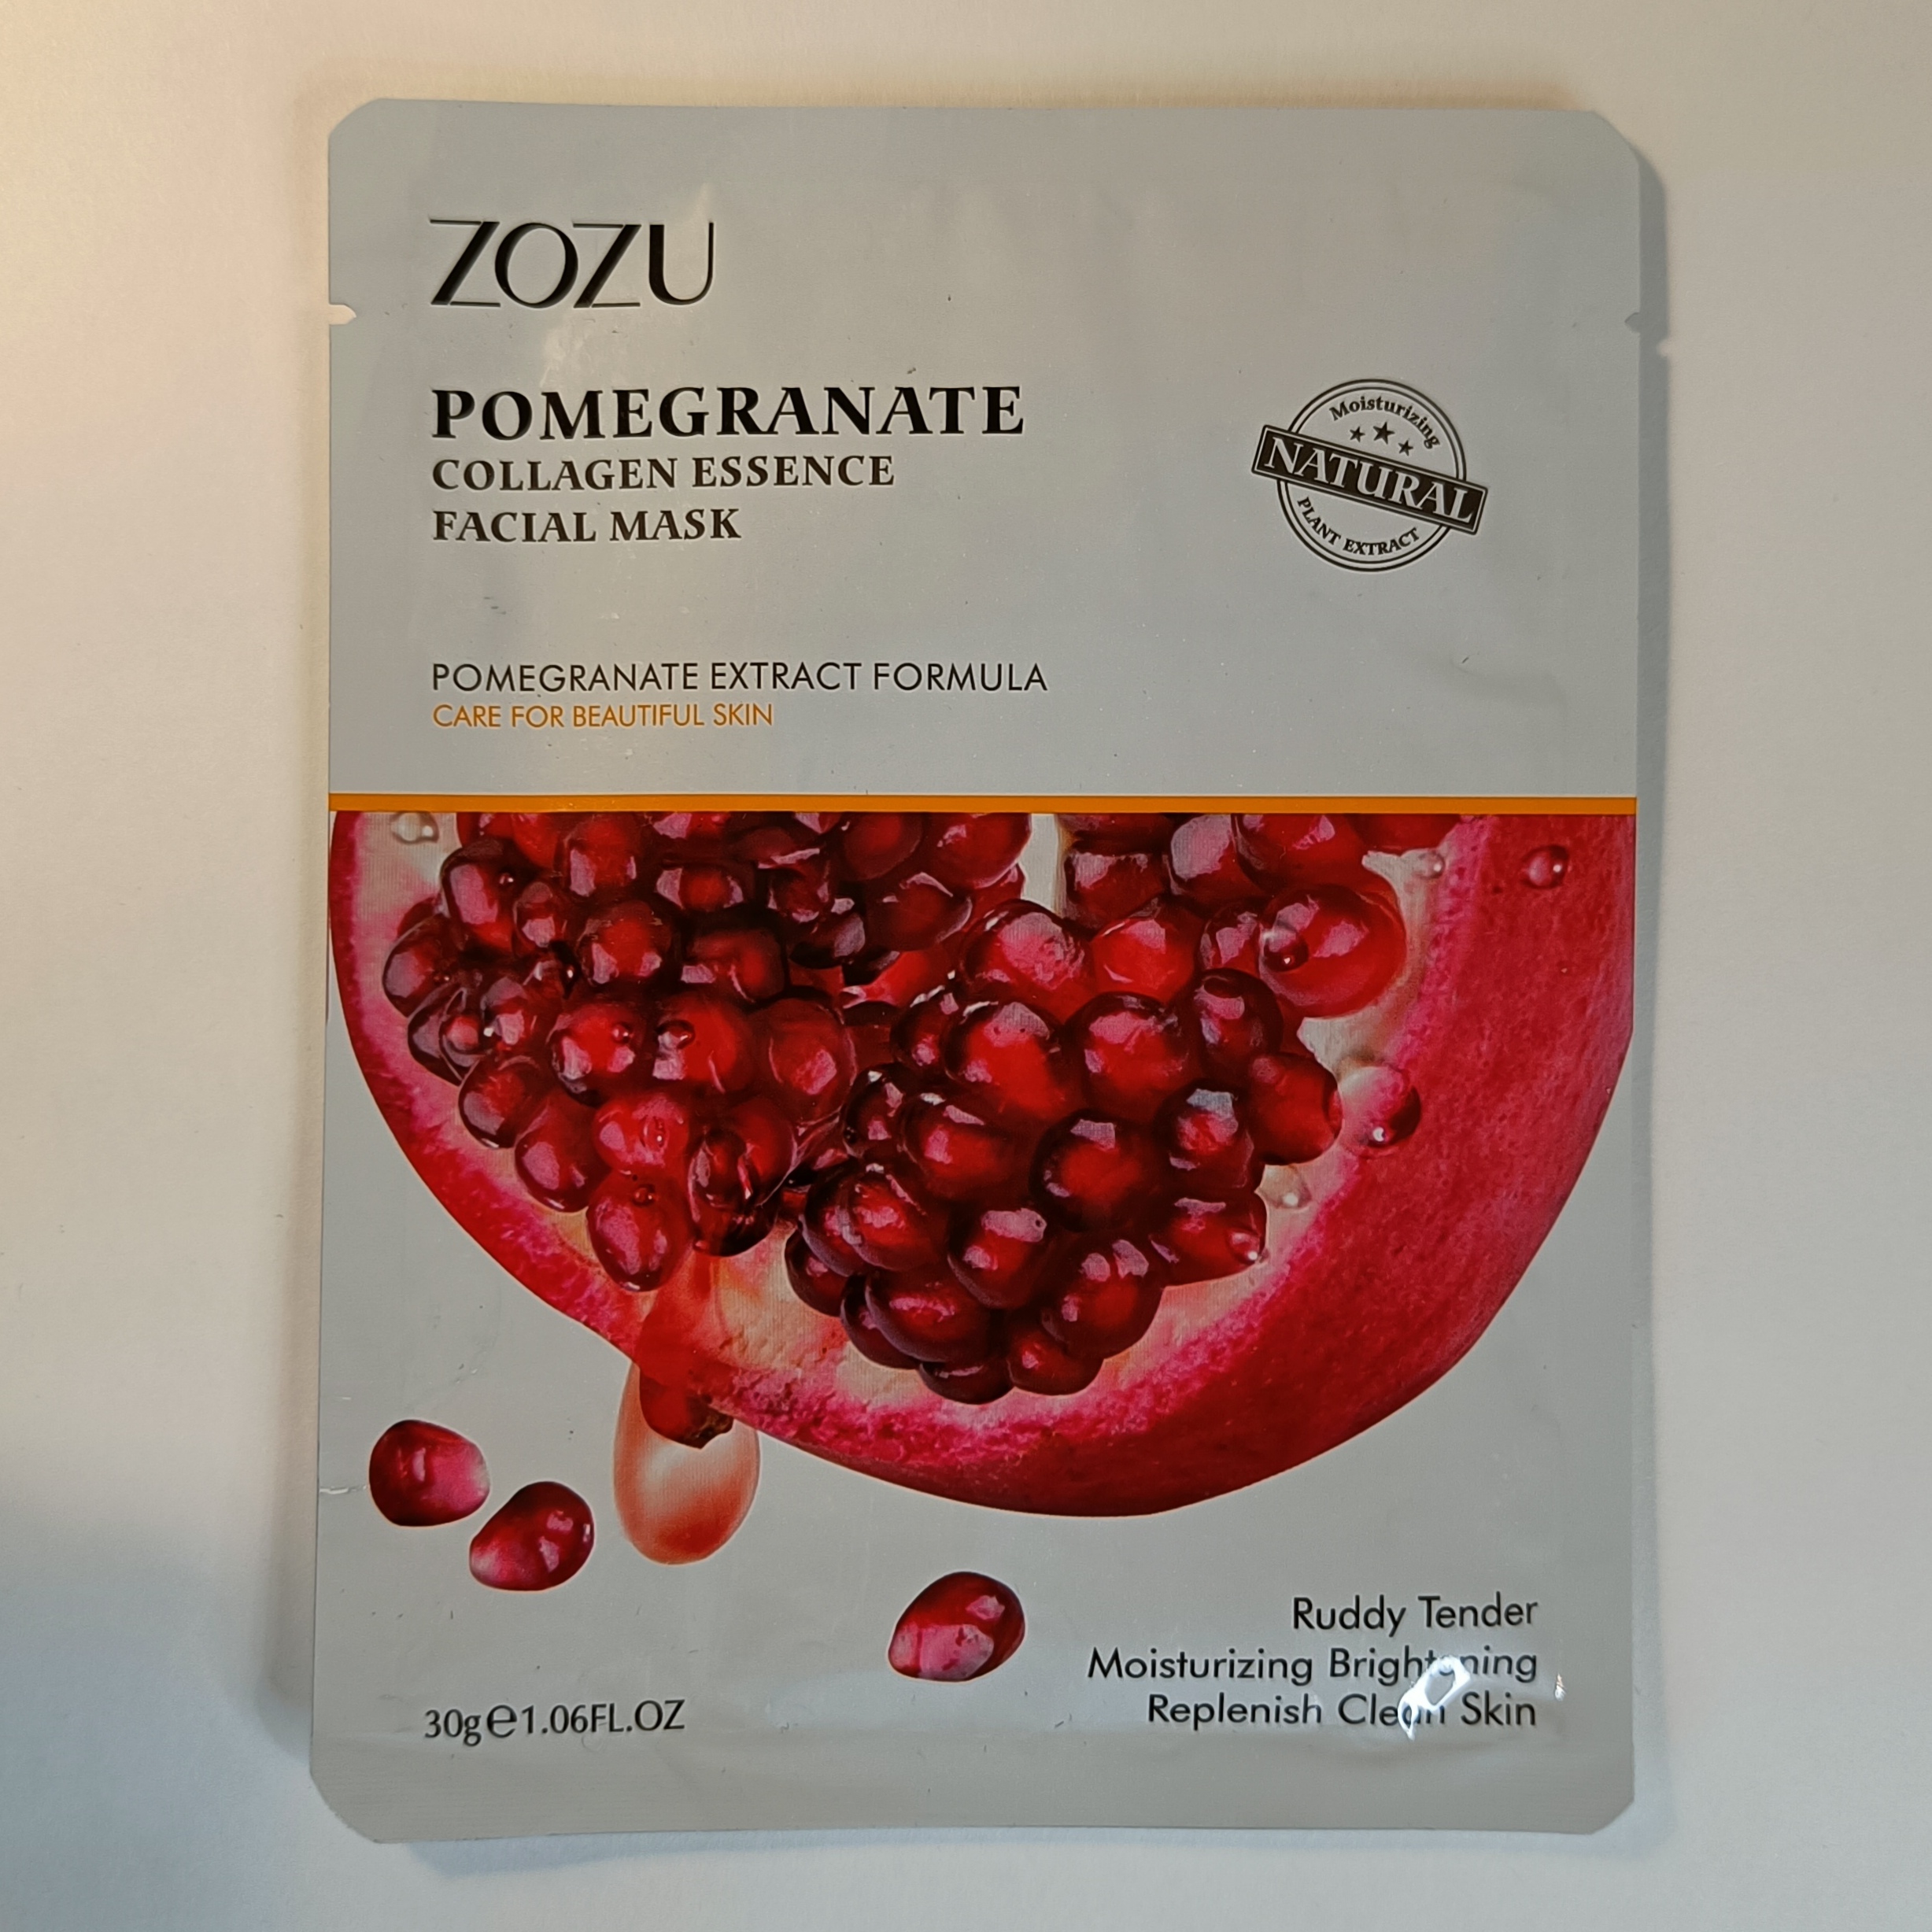 ZOZU
POMEGRANATE
COLLAGEN ESSENCE
FACIAL MASK
Moisturizing
NATURAL
PLANT EXTRACT
POMEGRANATE EXTRACT FORMULA
CARE FOR BEAUTIFUL SKIN
Ruddy Tender
Moisturizing Brightening
Replenish Clean Skin
30g℮1.06FL.OZ